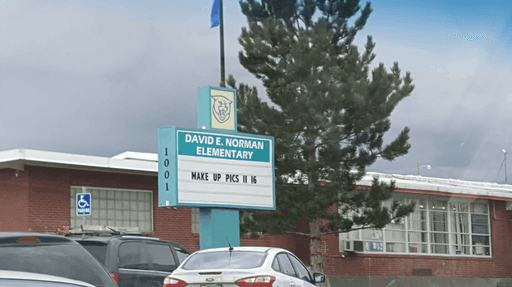 1001
DAVID E. NORMAN
ELEMENTARY
MAKE UP PICS 11 16